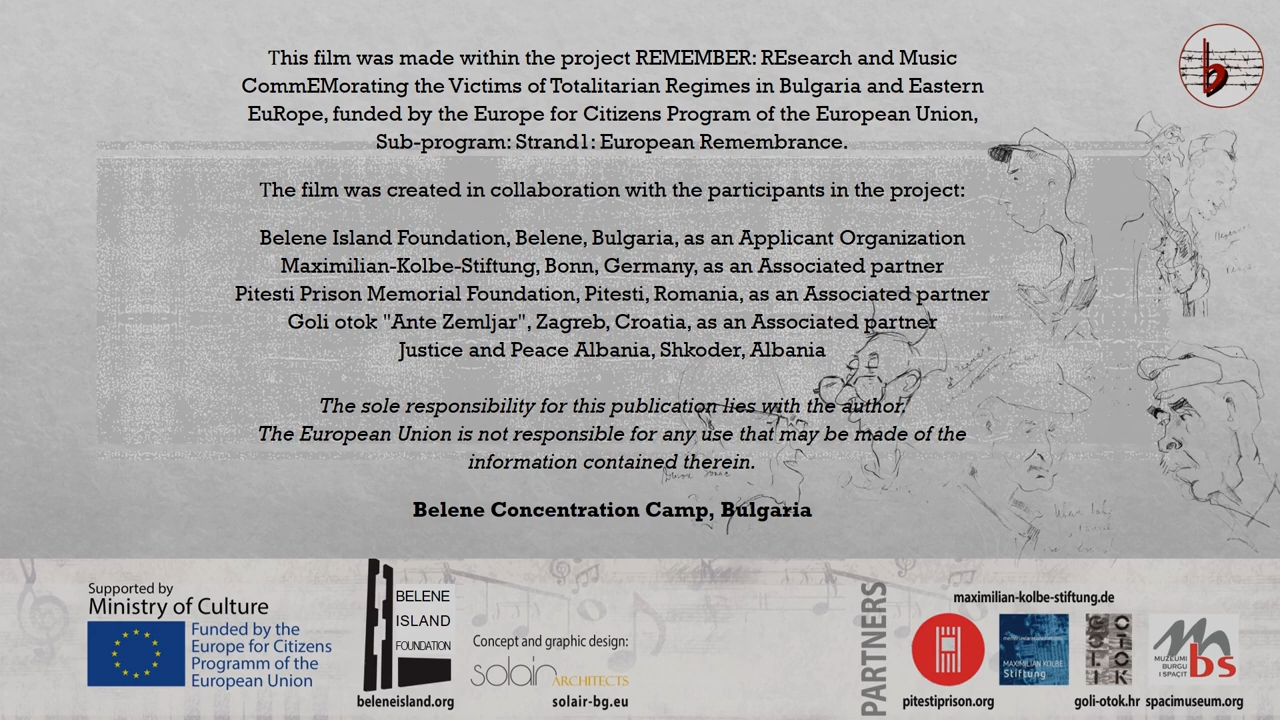 This film was made within the project REMEMBER: REsearch and Music
CommEMorating the Victims of Totalitarian Regimes in Bulgaria and Eastern
EuRope, funded by the Europe for Citizens Program of the European Union,
Sub-program: Strand1: European Remembrance.
The film was created in collaboration with the participants in the project:
Belene Island Foundation, Belene, Bulgaria, as an Applicant Organization
Maximilian-Kolbe-Stiftung, Bonn, Germany, as an Associated partner
Pitesti Prison Memorial Foundation, Pitesti, Romania, as an Associated partner
Goli otok "Ante Zemljar", Zagreb, Croatia, as an Associated partner
Justice and Peace Albania, Shkoder, Albania
The sole responsibility for this publication lies with the author.
The European Union is not responsible for any use that may be made of the
information contained therein.
Belene Concentration Camp, Bulgaria
Supported by
Ministry of Culture
Funded by the
Europe for Citizens
Programm of the
European Union
BELENE
ISLAND
FOUNDATION
beleneisland.org
Concept and graphic design:
solair ARCHITECTS
solair-bg.eu
PARTNERS
maximilian-kolbe-stiftung.de
MAXIMILIAN KOLBE
Stiftung
GOLI
OTOK
MUZEUMI
BURGU
I SPAÇIT
bs
pitestiprison.org
goli-otok.hr
spacimuseum.org